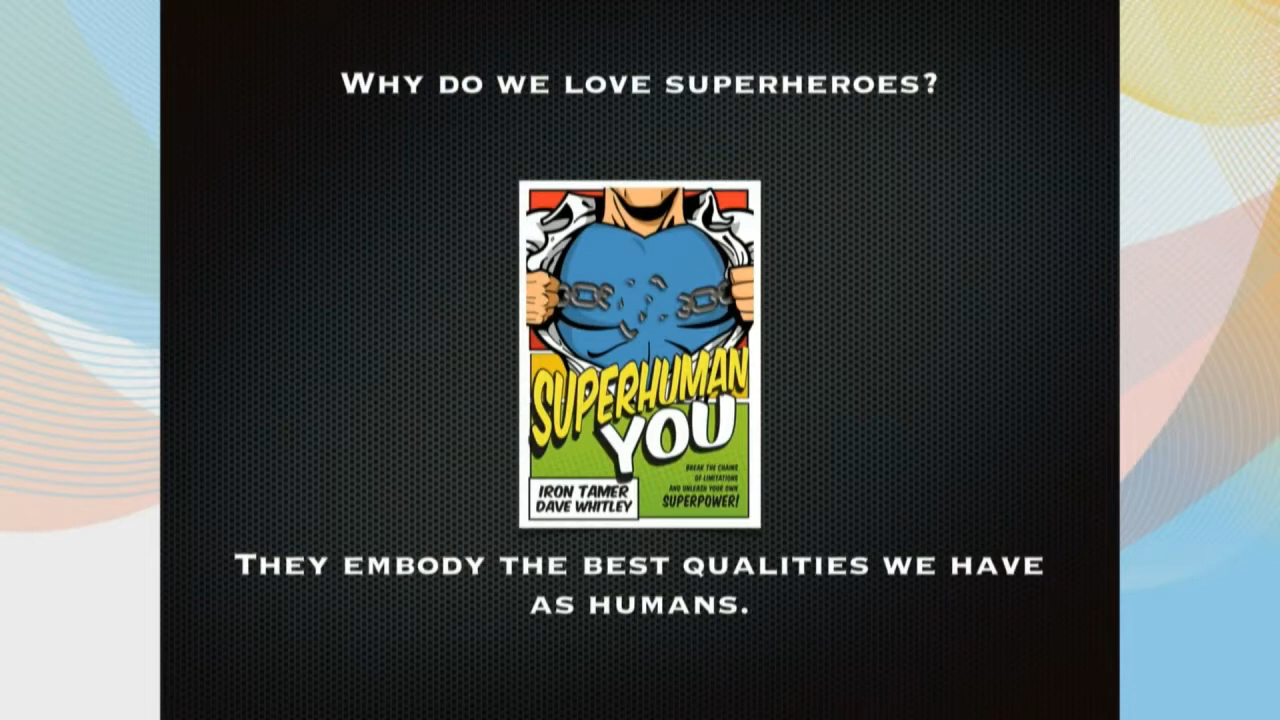 WHY DO WE LOVE SUPERHEROES?
SUPERHUMAN
YOU
BREAK THE CHAINS
OF LIMITATIONS
AND UNLEASH YOUR OWN
SUPERPOWER!
IRON TAMER
DAVE WHITLEY
THEY EMBODY THE BEST QUALITIES WE HAVE
AS HUMANS.